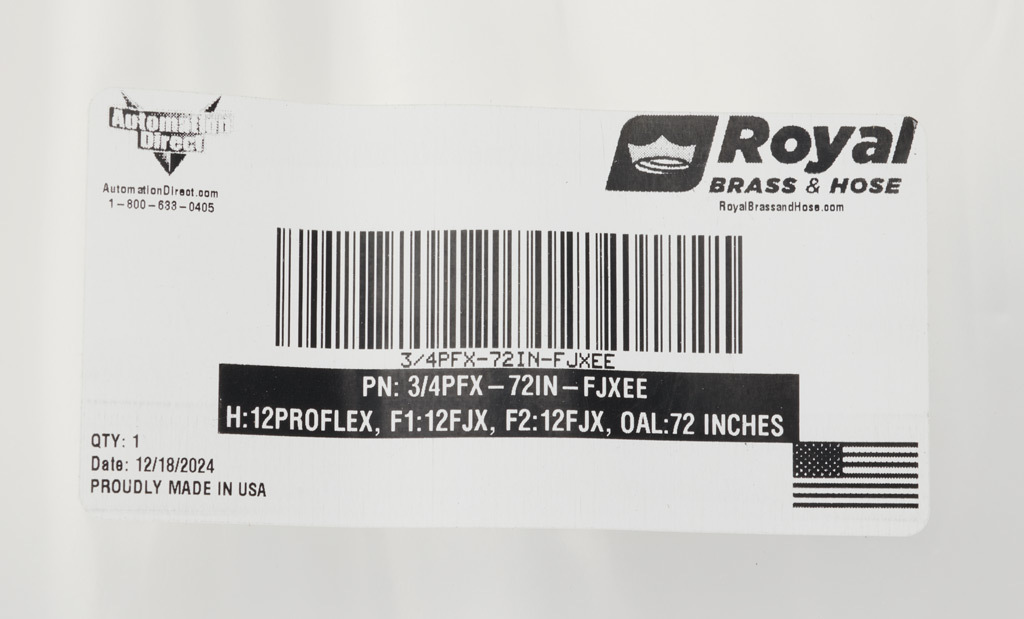 Automation
Direct
AutomationDirect.com
1-800-633-0405
Royal
BRASS & HOSE
RoyalBrassandHose.com
3/4PFX-72IN-FJXEE
PN: 3/4PFX-72IN-FJXEE
H:12PROFLEX, F1:12FJX, F2:12FJX, OAL:72 INCHES
QTY: 1
Date: 12/18/2024
PROUDLY MADE IN USA